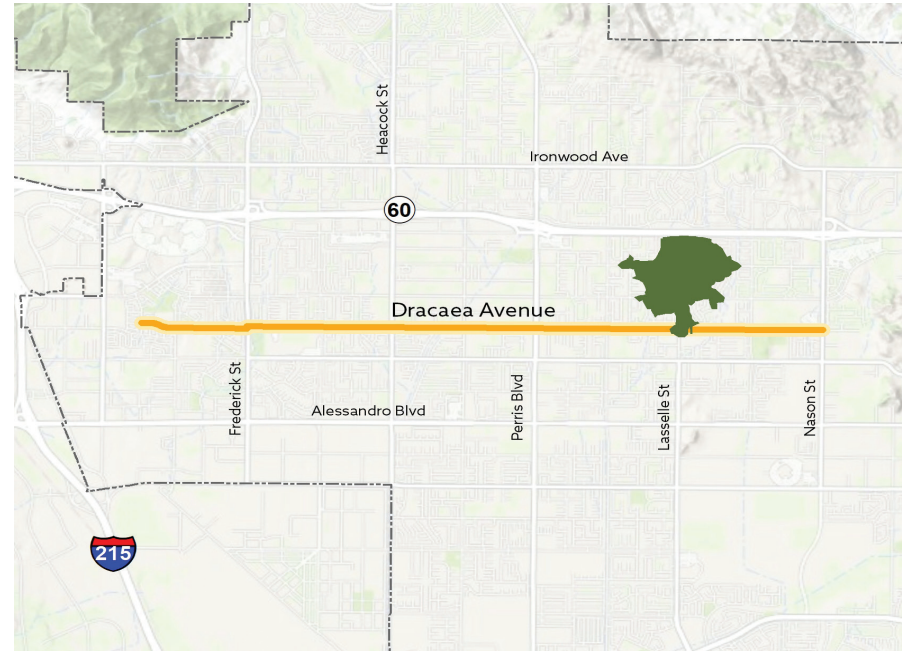 Heacock St
Ironwood Ave
60
Dracaea Avenue
Frederick St
Alessandro Blvd
Perris Blvd
Lasselle St
Nason St
215